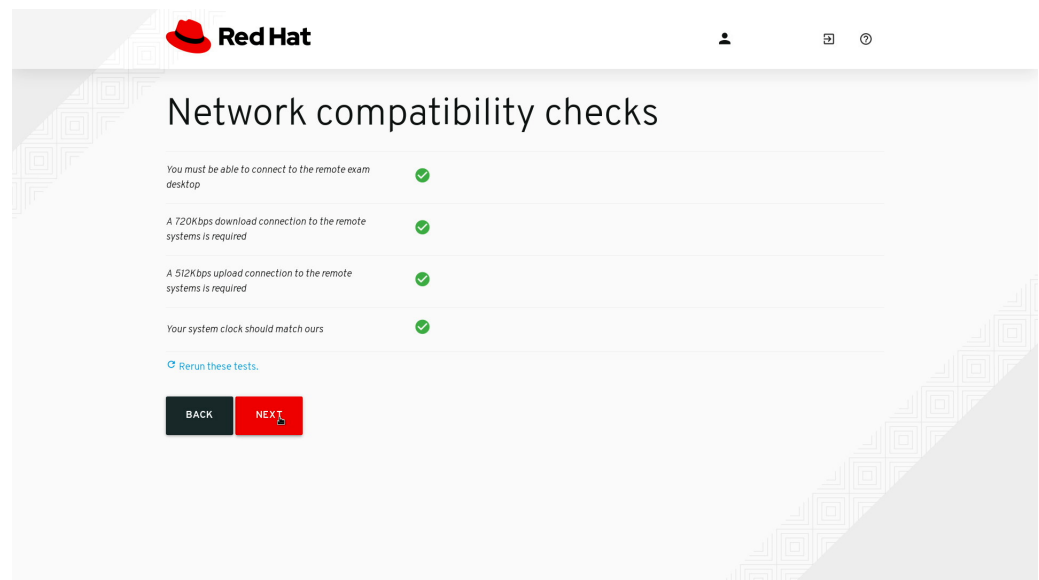 Red Hat
Network compatibility checks
You must be able to connect to the remote exam
desktop
A 720Kbps download connection to the remote
systems is required
A 512Kbps upload connection to the remote
systems is required
Your system clock should match ours
Rerun these tests.
BACK
NEXT